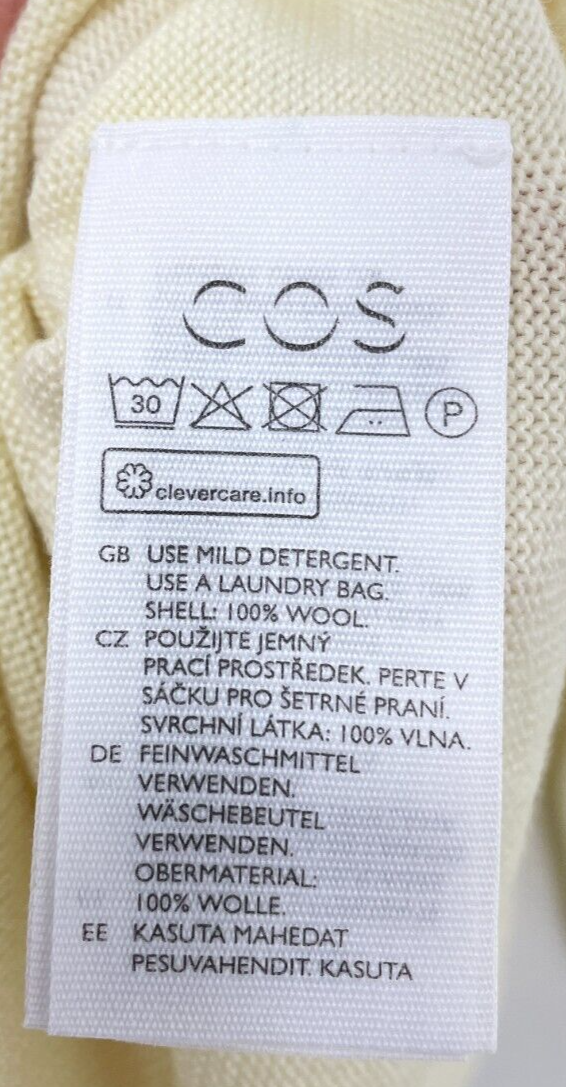 COS
30
P
clevercare.info
GB USE MILD DETERGENT.
USE A LAUNDRY BAG.
SHELL: 100% WOOL.
CZ POUŽIJTE JEMNÝ
PRACÍ PROSTŘEDEK. PERTE V
SÁČKU PRO ŠETRNÉ PRANÍ.
SVRCHNÍ LÁTKA: 100% VLNA.
DE FEINWASCHMITTEL
VERWENDEN.
WÄSCHEBEUTEL
VERWENDEN.
OBERMATERIAL:
100% WOLLE.
EE KASUTA MAHEDAT
PESUVAHENDIT. KASUTA